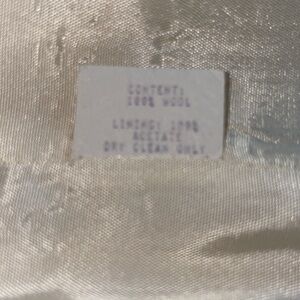 CONTENT:
100% WOOL
LINING: 100%
ACETATE
DRY CLEAN ONLY